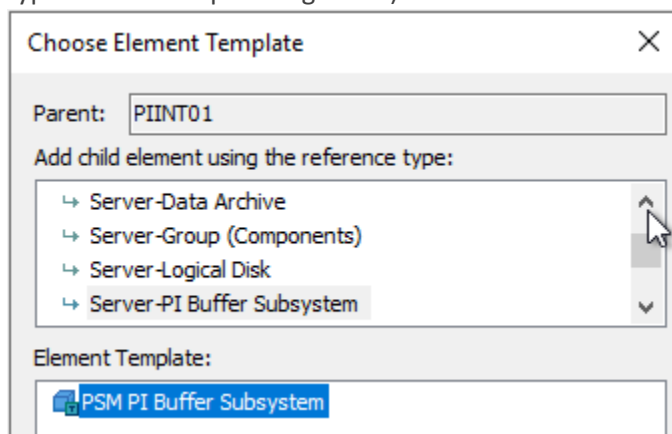 Choose Element Template
Parent: PIINT01
Add child element using the reference type:
Server-Data Archive
Server-Group (Components)
Server-Logical Disk
Server-PI Buffer Subsystem
Element Template:
PSM PI Buffer Subsystem